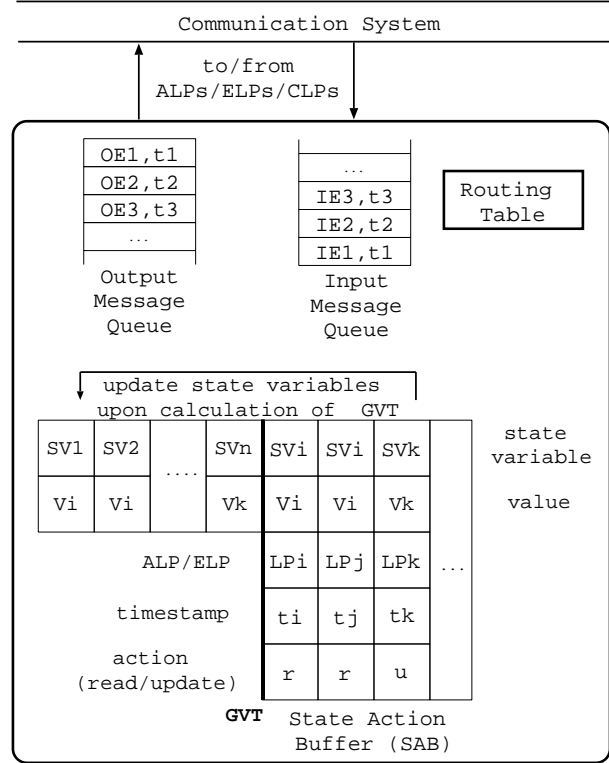 Communication System
to/from
ALPs/ELPs/CLPs
OE1,t1
OE2,t2
OE3,t3
...
Output
Message
Queue
...
IE3,t3
IE2,t2
IE1,t1
Input
Message
Queue
Routing
Table
update state variables
upon calculation of GVT
SV1 SV2 .... SVn SVi SVi SVk ... state
variable
Vi Vi Vk Vi Vi Vk value
ALP/ELP LPi LPj LPk
timestamp ti tj tk
action
(read/update) r r u
GVT State Action
Buffer (SAB)